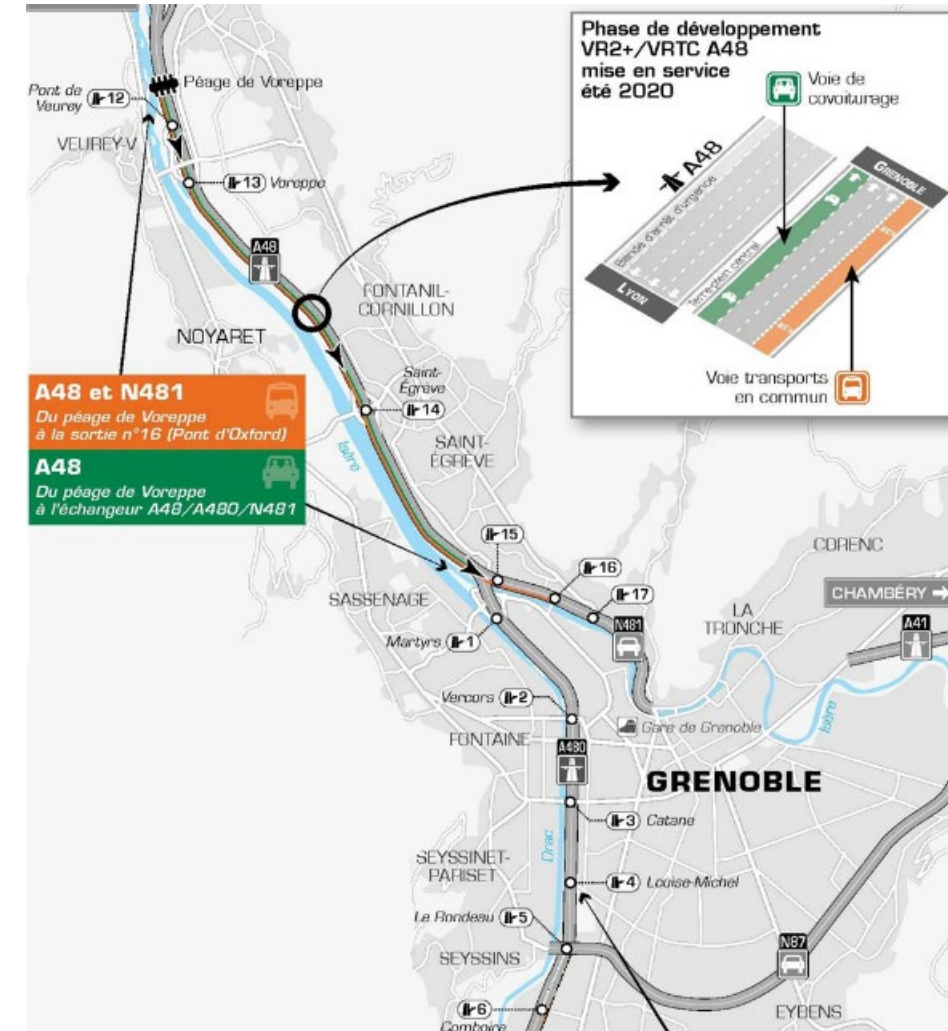 Phase de développement
VR2+/VRTC A48
mise en service
été 2020
Voie de
covoiturage
A48
Bande d'arrêt d'urgence
Terre-plein central
LYON
GRENOBLE
Voie transports
en commun
Péage de Voreppe
Pont de
Veurey
12
VEUREY-V
13 Voreppe
A48
FONTANIL-
CORNILLON
NOYARET
Saint-
Égrève
14
A48 et N481
Du péage de Voreppe
à la sortie n°16 (Pont d'Oxford)
A48
Du péage de Voreppe
à l'échangeur A48/A480/N481
Isère
SAINT-
ÉGRÈVE
15
16
17
CORENC
CHAMBÉRY
A41
SASSENAGE
LA
TRONCHE
N481
Martyrs 1
Isère
Vercors 2
Gare de Grenoble
FONTAINE
A480
GRENOBLE
3 Catane
Drac
SEYSSINET-
PARISET
4 Louise-Michel
Le Rondeau 5
SEYSSINS
N87
EYBENS
6
Comboire